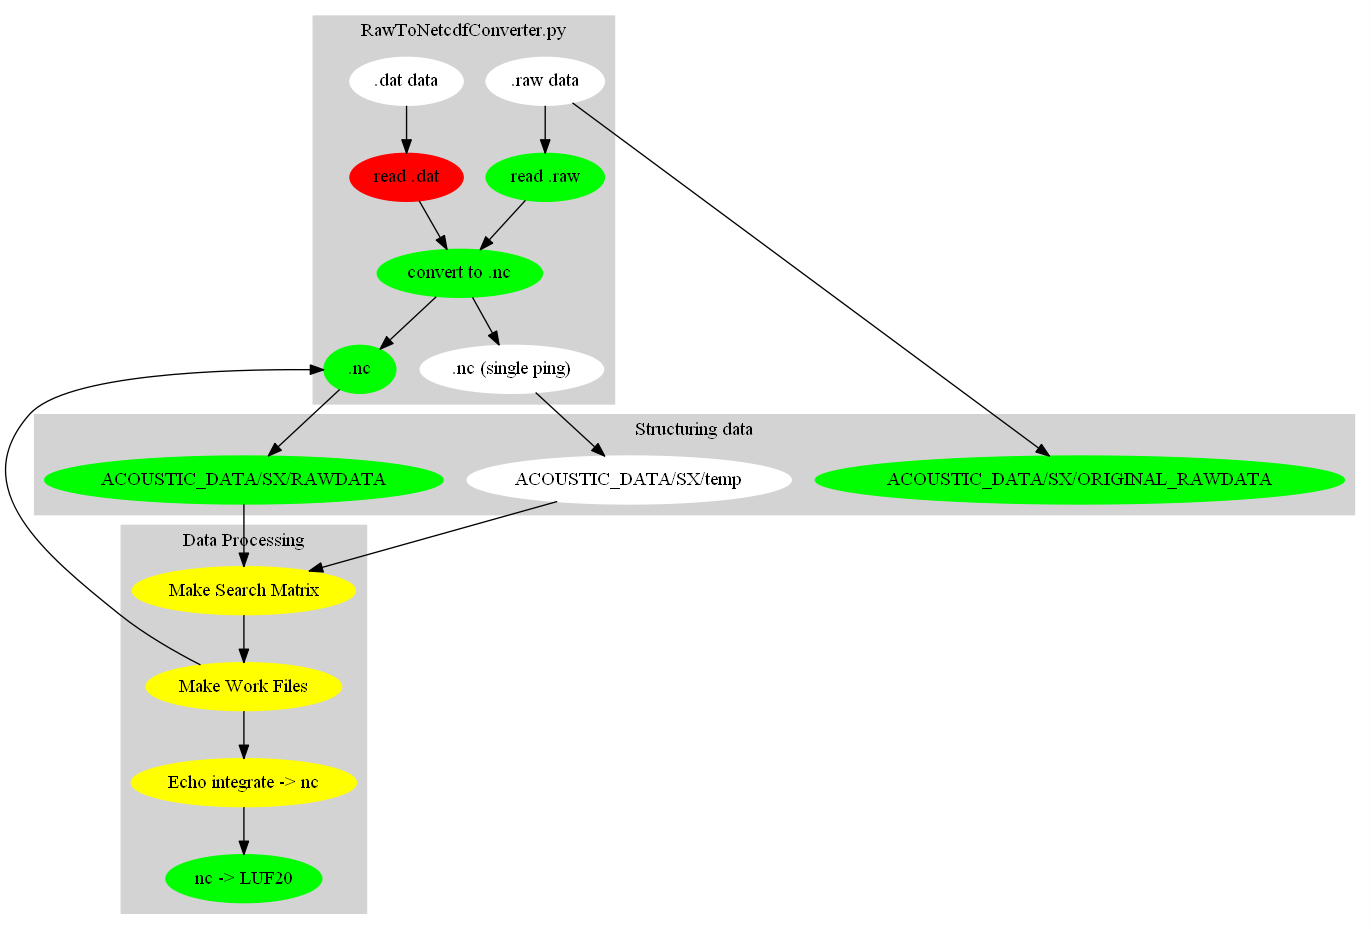 RawToNetcdfConverter.py
.dat data
.raw data
read .dat
read .raw
convert to .nc
.nc
.nc (single ping)
Structuring data
ACOUSTIC_DATA/SX/RAWDATA
ACOUSTIC_DATA/SX/temp
ACOUSTIC_DATA/SX/ORIGINAL_RAWDATA
Data Processing
Make Search Matrix
Make Work Files
Echo integrate -> nc
nc -> LUF20